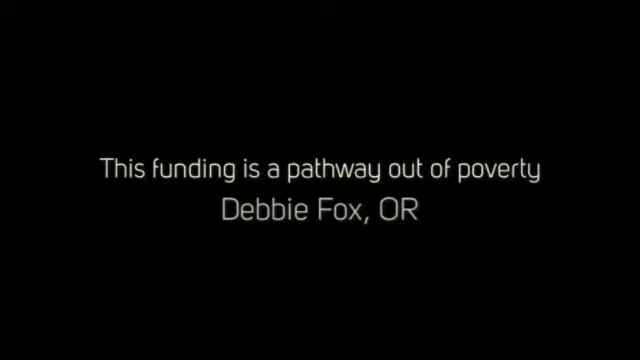 This funding is a pathway out of poverty
Debbie Fox, OR